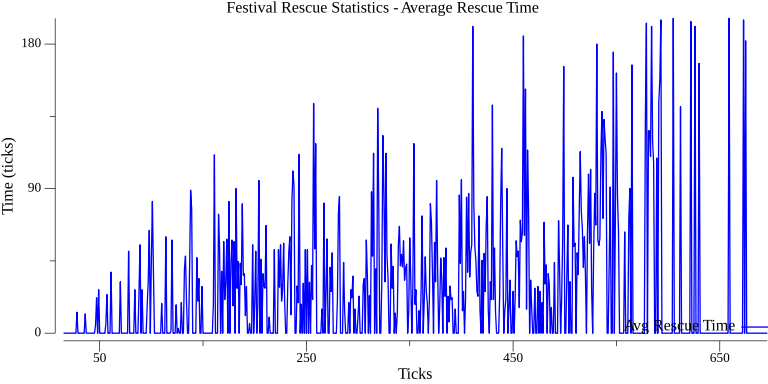 Festival Rescue Statistics - Average Rescue Time
Time (ticks)
180
90
0
Avg Rescue Time
50
250
450
650
Ticks